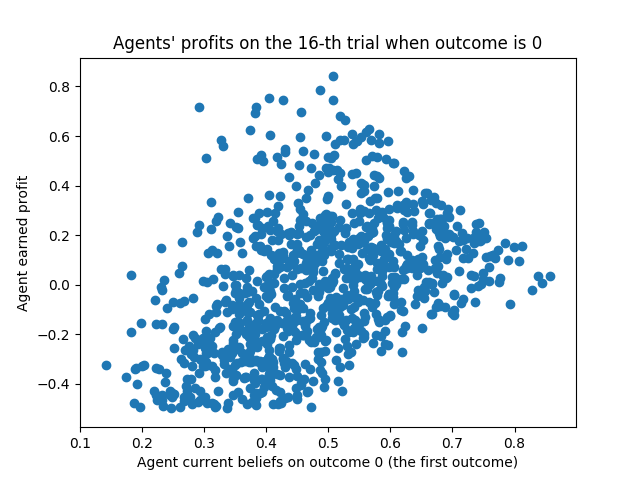 Agents' profits on the 16-th trial when outcome is 0
Agent earned profit
0.8
0.6
0.4
0.2
0.0
−0.2
−0.4
0.1 0.2 0.3 0.4 0.5 0.6 0.7 0.8
Agent current beliefs on outcome 0 (the first outcome)